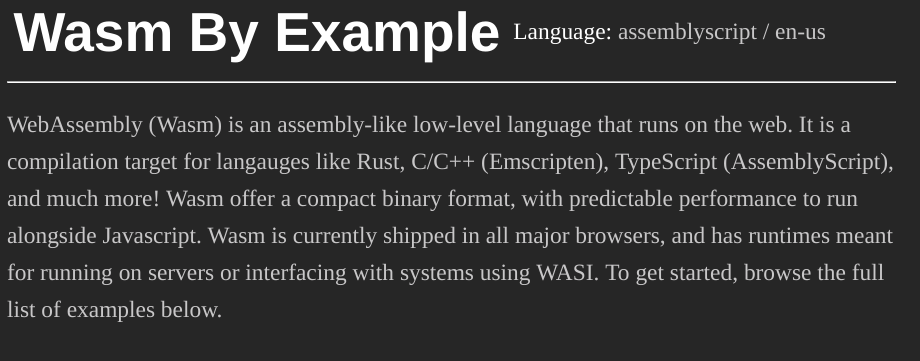 Wasm By Example Language: assemblyscript / en-us
WebAssembly (Wasm) is an assembly-like low-level language that runs on the web. It is a
compilation target for langauges like Rust, C/C++ (Emscripten), TypeScript (AssemblyScript),
and much more! Wasm offer a compact binary format, with predictable performance to run
alongside Javascript. Wasm is currently shipped in all major browsers, and has runtimes meant
for running on servers or interfacing with systems using WASI. To get started, browse the full
list of examples below.